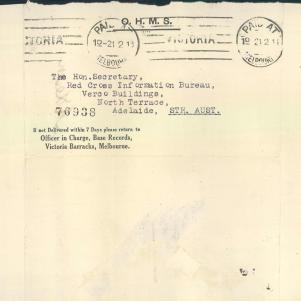 O. H. M. S.
PAID AT
VICTORIA
VICTORIA
PAID AT
The Hon. Secretary,
Red Cross Information Bureau,
Verco Buildings,
North Terrace,
Adelaide, STH. AUST.
76938
If not Delivered within 7 Days please return to
Officer in Charge, Base Records,
Victoria Barracks, Melbourne.